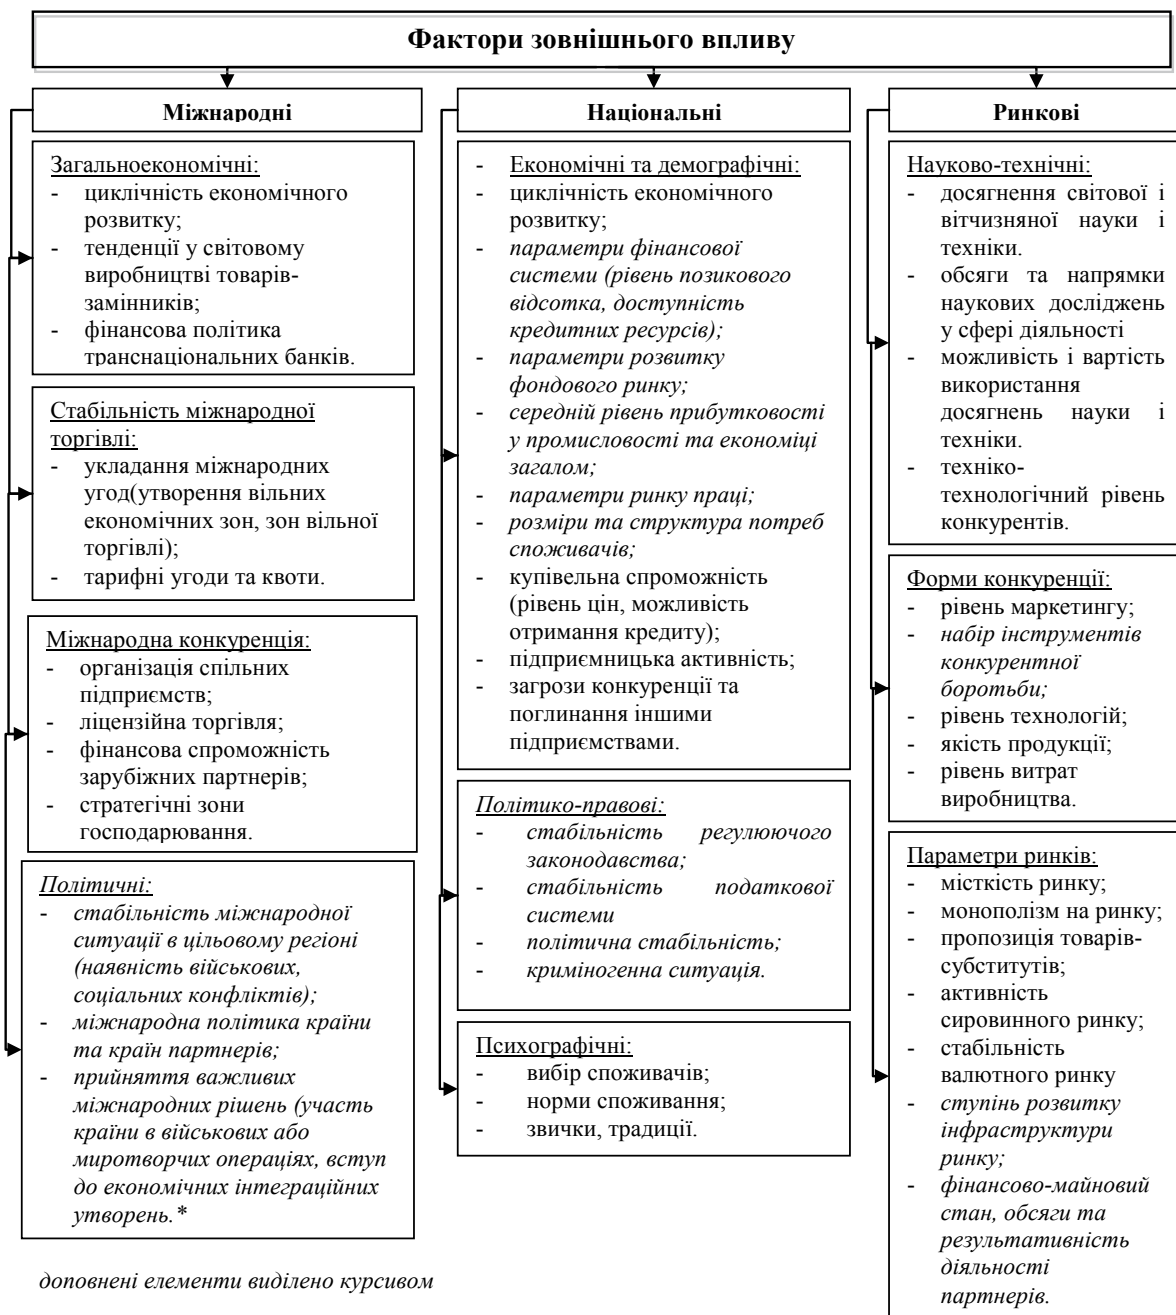 Фактори зовнішнього впливу
Міжнародні
Загальноекономічні:
- циклічність економічного
розвитку;
- тенденції у світовому
виробництві товарів-
замінників;
- фінансова політика
транснаціональних банків.
Стабільність міжнародної
торгівлі:
- укладання міжнародних
угод(утворення вільних
економічних зон, зон вільної
торгівлі);
- тарифні угоди та квоти.
Міжнародна конкуренція:
- організація спільних
підприємств;
- ліцензійна торгівля;
- фінансова спроможність
зарубіжних партнерів;
- стратегічні зони
господарювання.
Політичні:
- стабільність міжнародної
ситуації в цільовому регіоні
(наявність військових,
соціальних конфліктів);
- міжнародна політика країни
та країн партнерів;
- прийняття важливих
міжнародних рішень (участь
країни в військових або
миротворчих операціях, вступ
до економічних інтеграційних
утворень.*
Національні
- Економічні та демографічні:
- циклічність економічного
розвитку;
- параметри фінансової
системи (рівень позикового
відсотка, доступність
кредитних ресурсів);
- параметри розвитку
фондового ринку;
- середній рівень прибутковості
у промисловості та економіці
загалом;
- параметри ринку праці;
- розміри та структура потреб
споживачів;
- купівельна спроможність
(рівень цін, можливість
отримання кредиту);
- підприємницька активність;
- загрози конкуренції та
поглинання іншими
підприємствами.
Політико-правові:
- стабільність регулюючого
законодавства;
- стабільність податкової
системи
- політична стабільність;
- криміногенна ситуація.
Психографічні:
- вибір споживачів;
- норми споживання;
- звички, традиції.
Ринкові
Науково-технічні:
- досягнення світової і
вітчизняної науки і
техніки.
- обсяги та напрямки
наукових досліджень
у сфері діяльності
- можливість і вартість
використання
досягнень науки і
техніки.
- техніко-
технологічний рівень
конкурентів.
Форми конкуренції:
- рівень маркетингу;
- набір інструментів
конкурентної
боротьби;
- рівень технологій;
- якість продукції;
- рівень витрат
виробництва.
Параметри ринків:
- місткість ринку;
- монополізм на ринку;
- пропозиція товарів-
субститутів;
- активність
сировинного ринку;
- стабільність
валютного ринку
- ступінь розвитку
інфраструктури
ринку;
- фінансово-майновий
стан, обсяги та
результативність
діяльності
партнерів.
доповнені елементи виділено курсивом